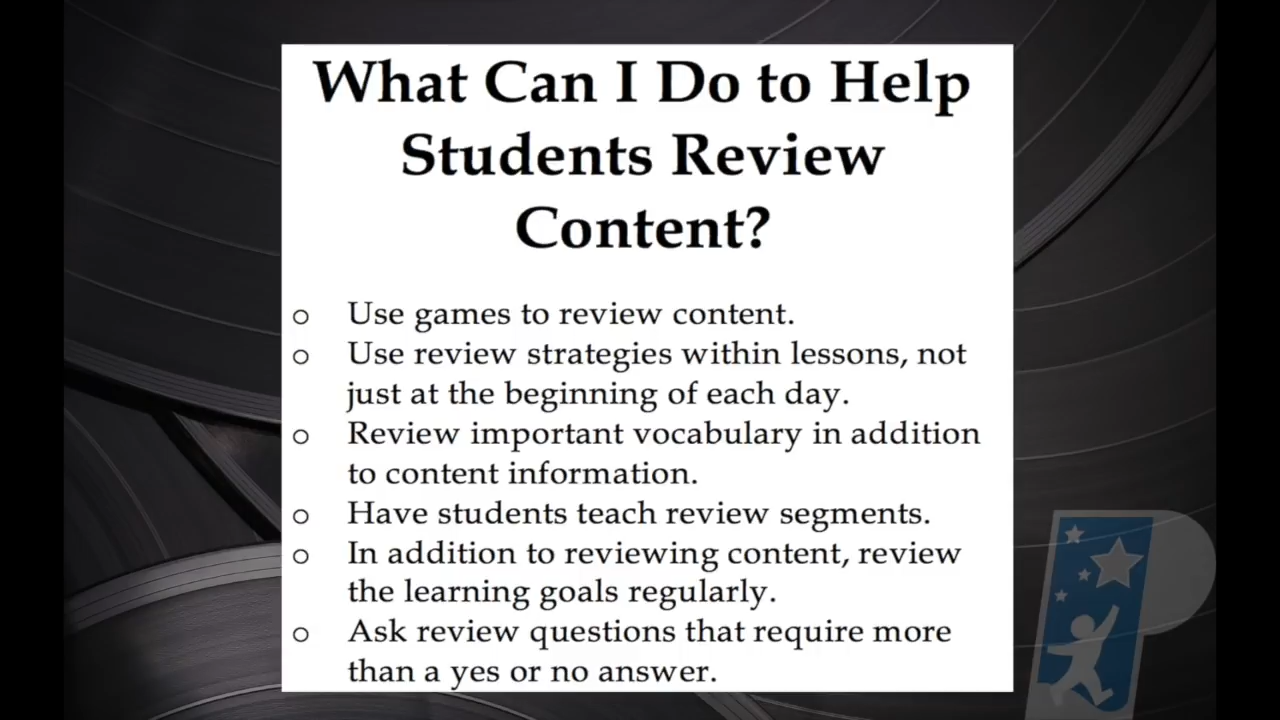 What Can I Do to Help
Students Review
Content?
o Use games to review content.
o Use review strategies within lessons, not
just at the beginning of each day.
o Review important vocabulary in addition
to content information.
o Have students teach review segments.
o In addition to reviewing content, review
the learning goals regularly.
o Ask review questions that require more
than a yes or no answer.